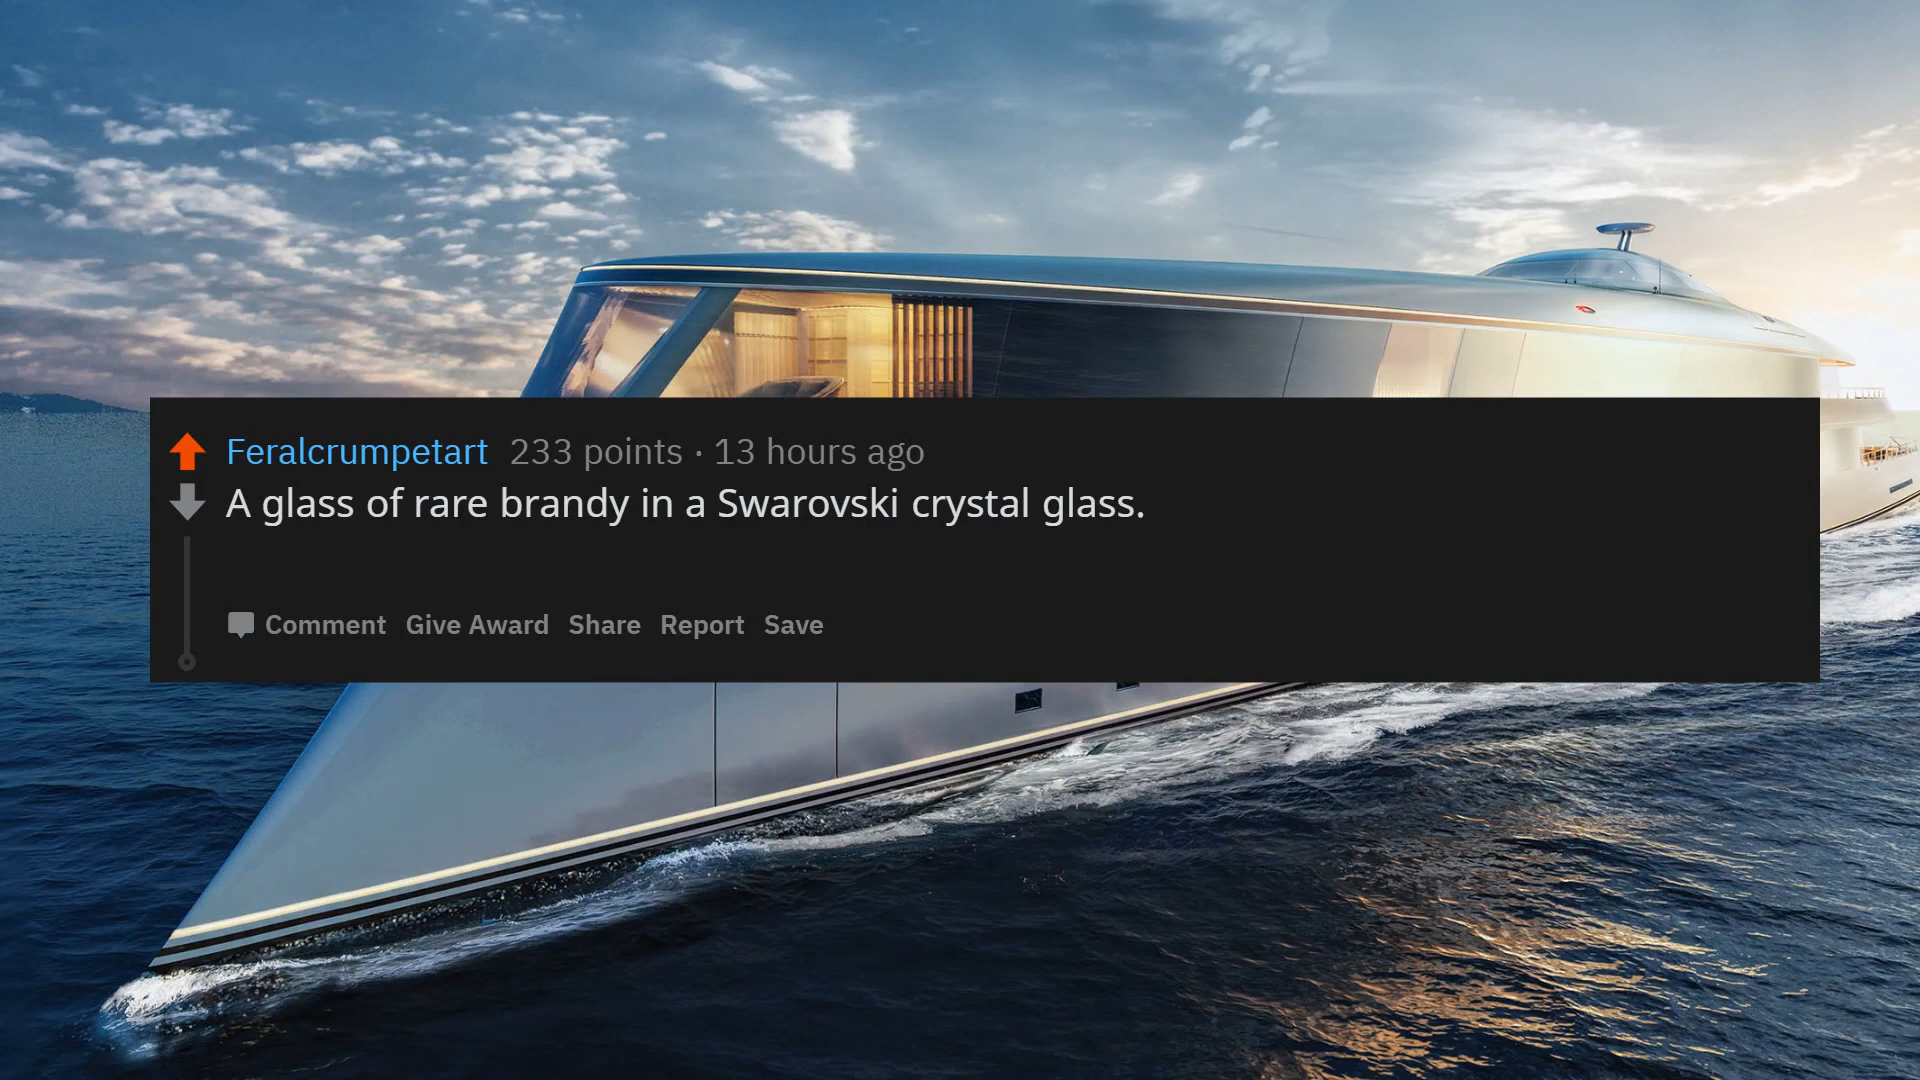 Feralcrumpetart 233 points · 13 hours ago
A glass of rare brandy in a Swarovski crystal glass.
Comment Give Award Share Report Save